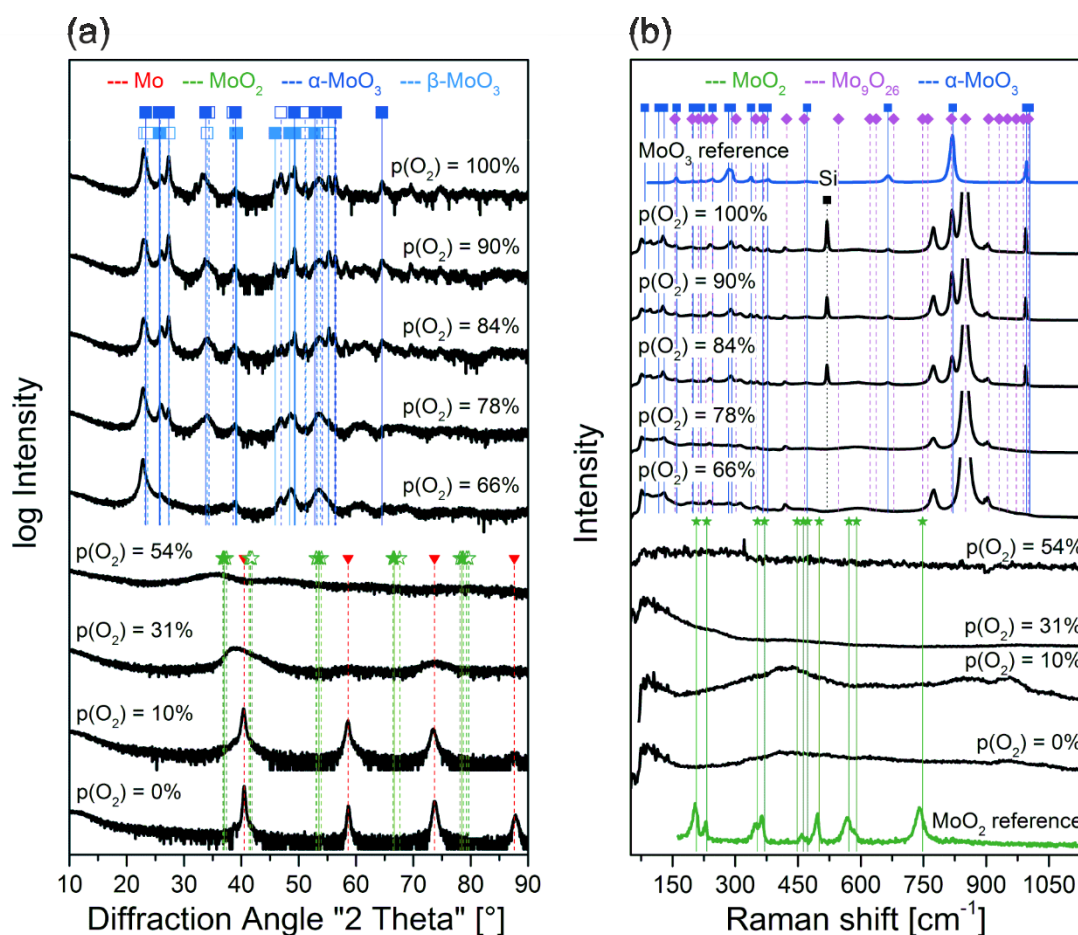 (a)
--- Mo --- MoO₂ --- α-MoO₃ --- β-MoO₃
p(O₂) = 100%
p(O₂) = 90%
p(O₂) = 84%
p(O₂) = 78%
p(O₂) = 66%
p(O₂) = 54%
p(O₂) = 31%
p(O₂) = 10%
p(O₂) = 0%
log Intensity
10 20 30 40 50 60 70 80 90
Diffraction Angle "2 Theta" [°]
(b)
--- MoO₂ --- Mo₉O₂₆ --- α-MoO₃
MoO₃ reference
Si
p(O₂) = 100%
p(O₂) = 90%
p(O₂) = 84%
p(O₂) = 78%
p(O₂) = 66%
p(O₂) = 54%
p(O₂) = 31%
p(O₂) = 10%
p(O₂) = 0%
MoO₂ reference
Intensity
150 300 450 600 750 900 1050
Raman shift [cm⁻¹]